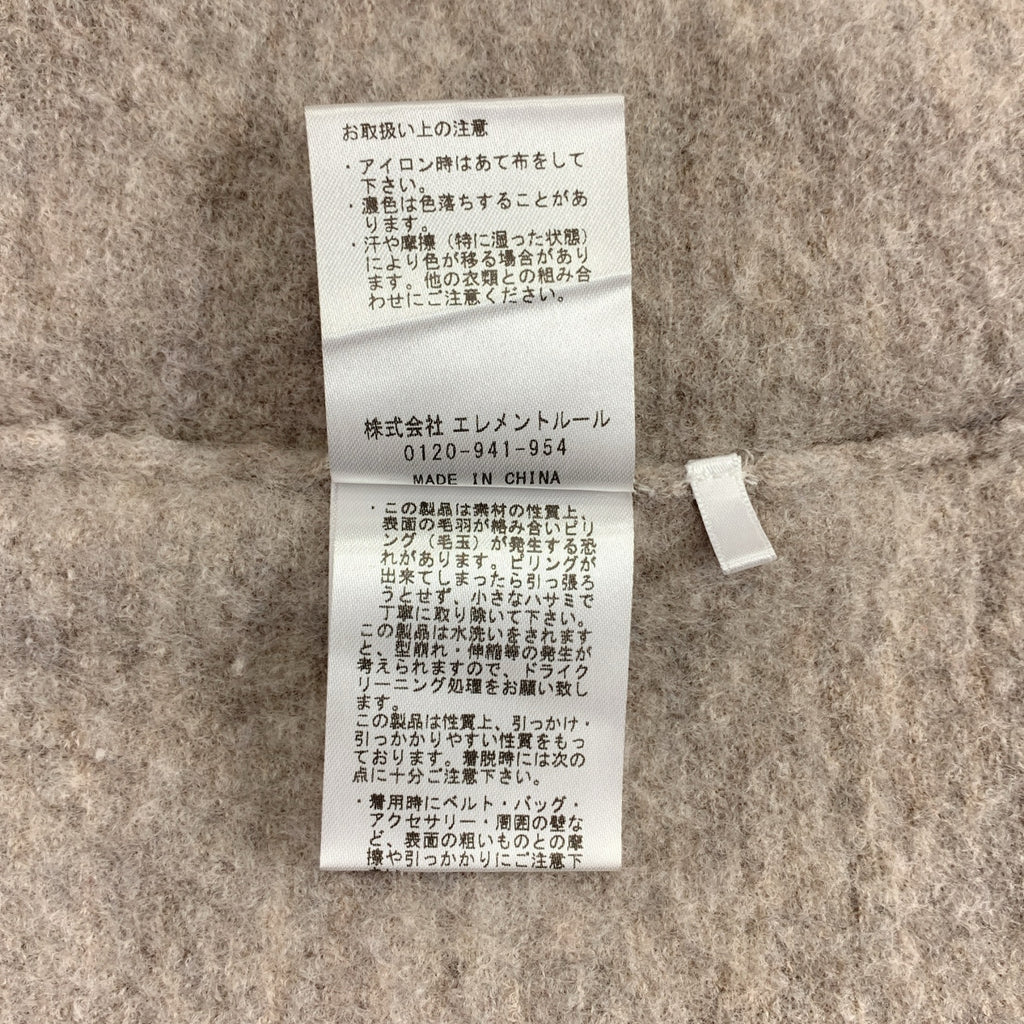 お取扱い上の注意
・アイロン時はあて布をして
下さい。
・濃色は色落ちすることがあ
ります。
・汗や摩擦（特に湿った状態）
により色が移る場合があり
ます。他の衣類との組み合
わせにご注意ください。
株式会社 エレメントルール
0120-941-954
MADE IN CHINA
・この製品は素材の性質上、
表面の毛羽が絡み合いピリ
ング（毛玉）が発生する恐
れがあります。ピリングが
出来てしまったら引っ張ろ
うとせず、小さなハサミで
丁寧に取り除いて下さい。
この製品は水洗いをされます
と、型崩れ・伸縮等の発生が
考えられますので、ドライク
リーニング処理をお願い致し
ます。
この製品は性質上、引っかけ・
引っかかりやすい性質をもっ
ております。着脱時には次の
点に十分ご注意下さい。
・着用時にベルト・バッグ・
アクセサリー・周囲の壁な
ど、表面の粗いものとの摩
擦や引っかかりにご注意下